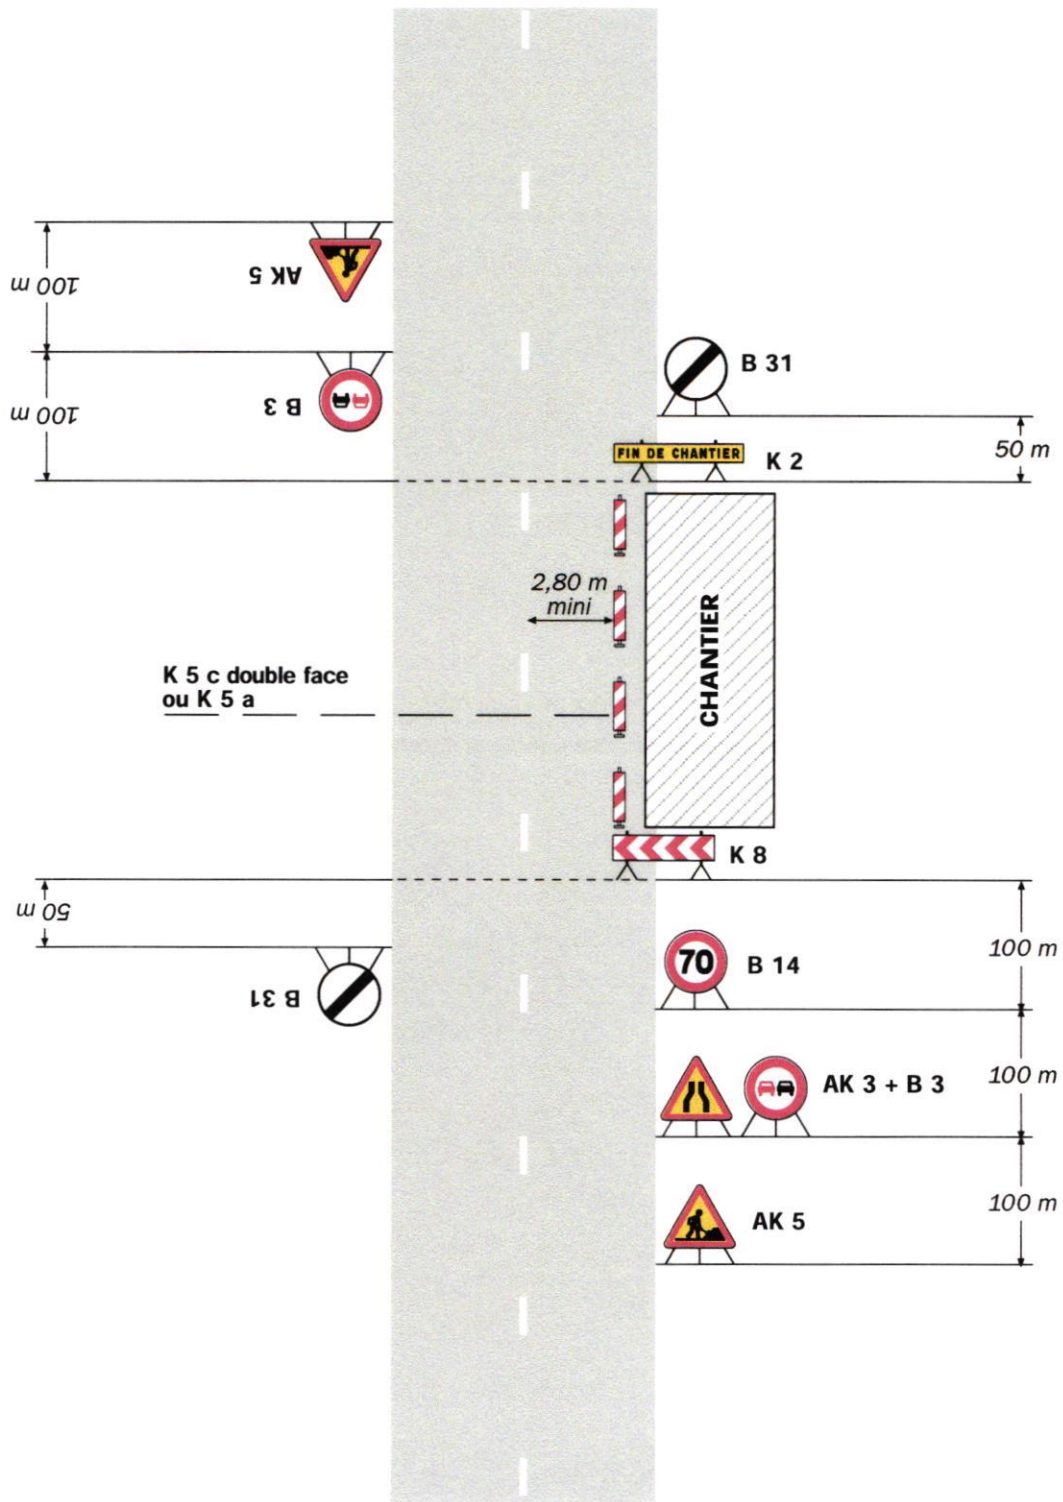 AK 5
100 m
B 3
100 m
B 31
50 m
FIN DE CHANTIER
K 2
2,80 m
mini
CHANTIER
K 5 c double face
ou K 5 a
K 8
50 m
B 31
100 m
70
B 14
100 m
AK 3 + B 3
100 m
AK 5